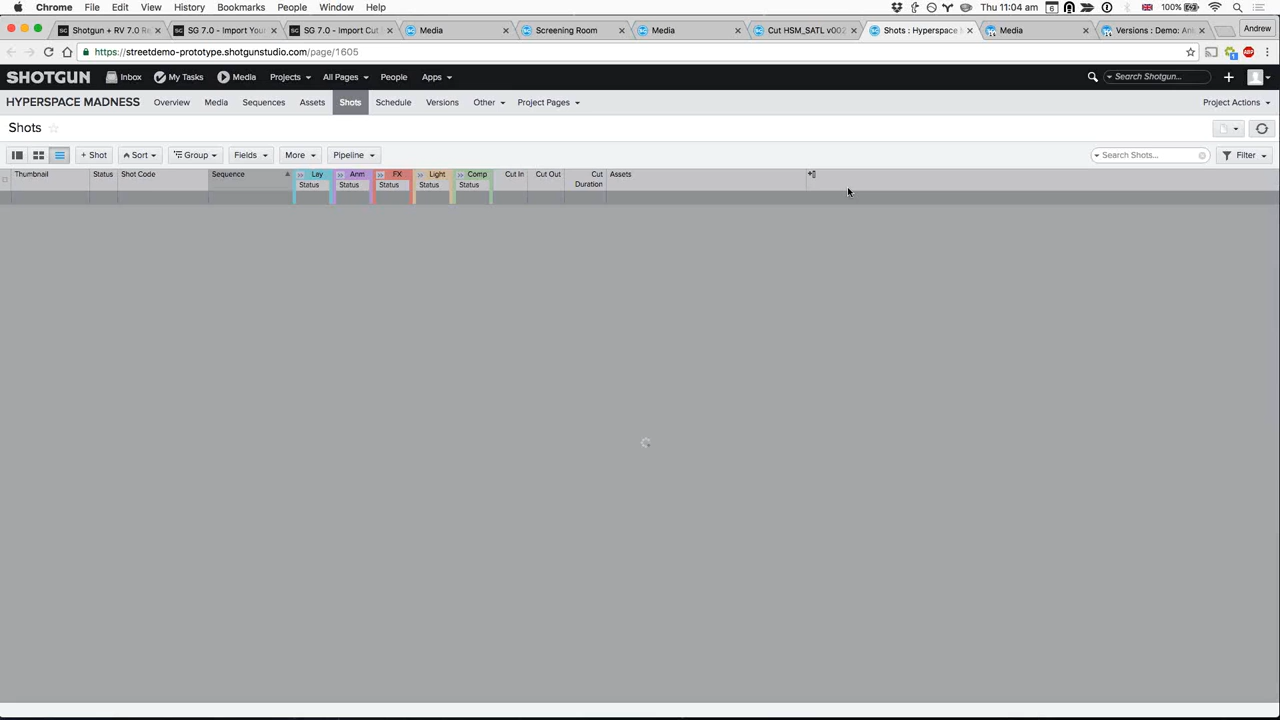 Chrome File Edit View History Bookmarks People Window Help Thu 11:04 am 100%
Shotgun + RV 7.0 Re SG 7.0 - Import Your SG 7.0 - Import Cut Media Screening Room Media Cut HSM_SATL v002 Shots : Hyperspace M Media Versions : Demo: An Andrew
https://streetdemo-prototype.shotgunstudio.com/page/1605
SHOTGUN Inbox My Tasks Media Projects All Pages People Apps Search Shotgun...
HYPERSPACE MADNESS Overview Media Sequences Assets Shots Schedule Versions Other Project Pages Project Actions
Shots
+ Shot Sort Group Fields More Pipeline Search Shots... Filter
Thumbnail Status Shot Code Sequence Lay Anm FX Light Comp Cut In Cut Out Cut Assets
Status Status Status Status Status Duration